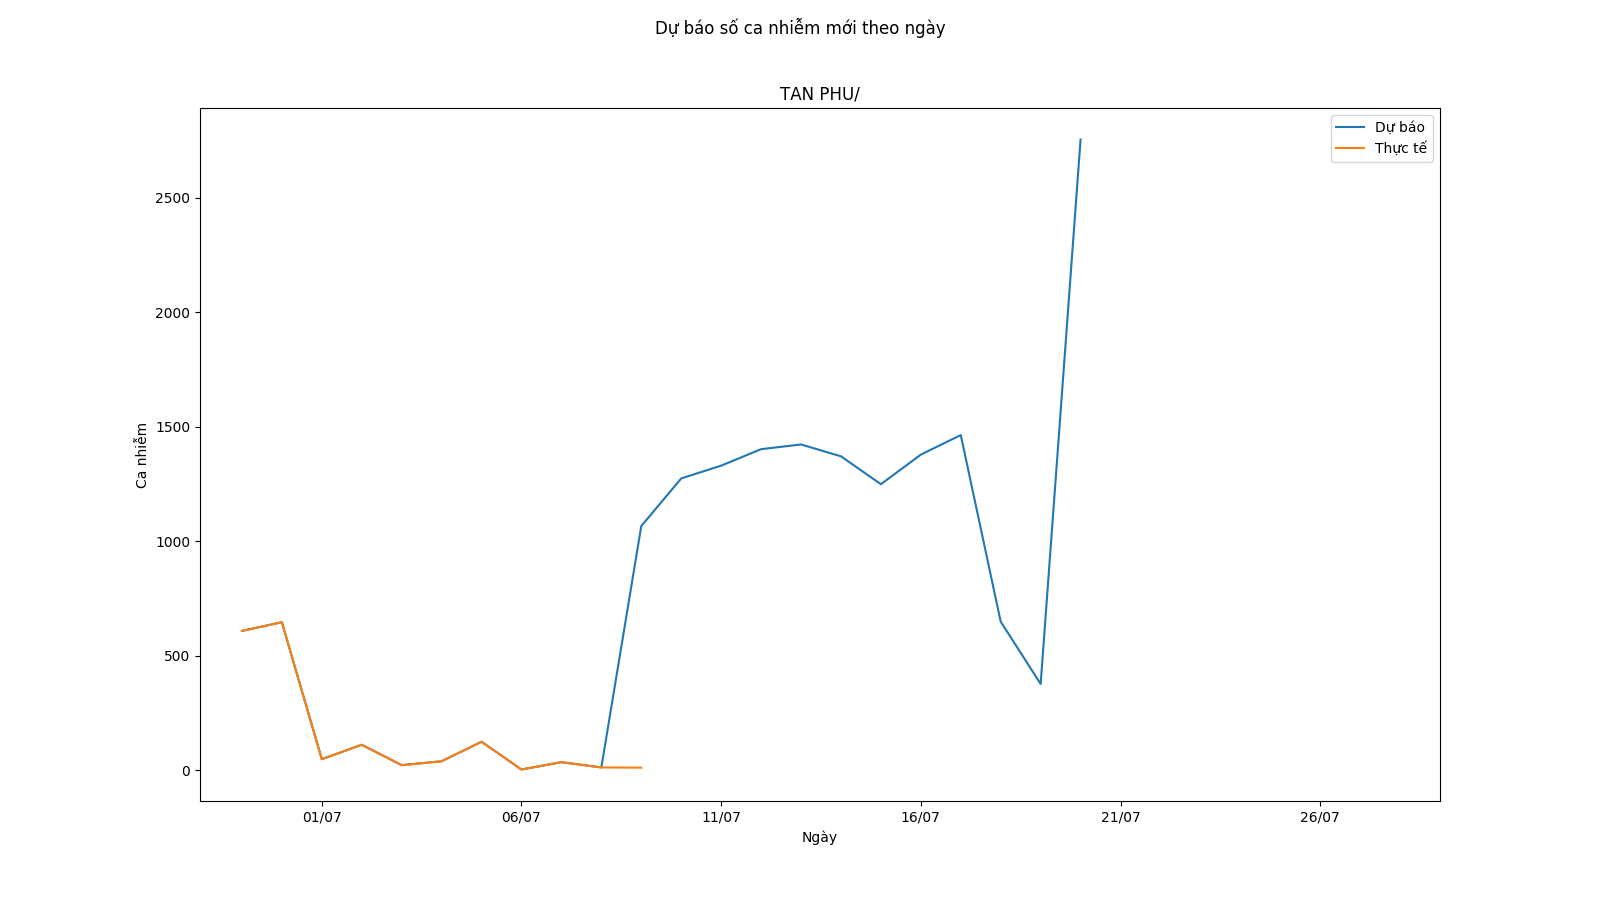 Dự báo số ca nhiễm mới theo ngày
TAN PHU/
Dự báo
Thực tế
2500
2000
1500
1000
500
0
Ca nhiễm
01/07
06/07
11/07
16/07
21/07
26/07
Ngày